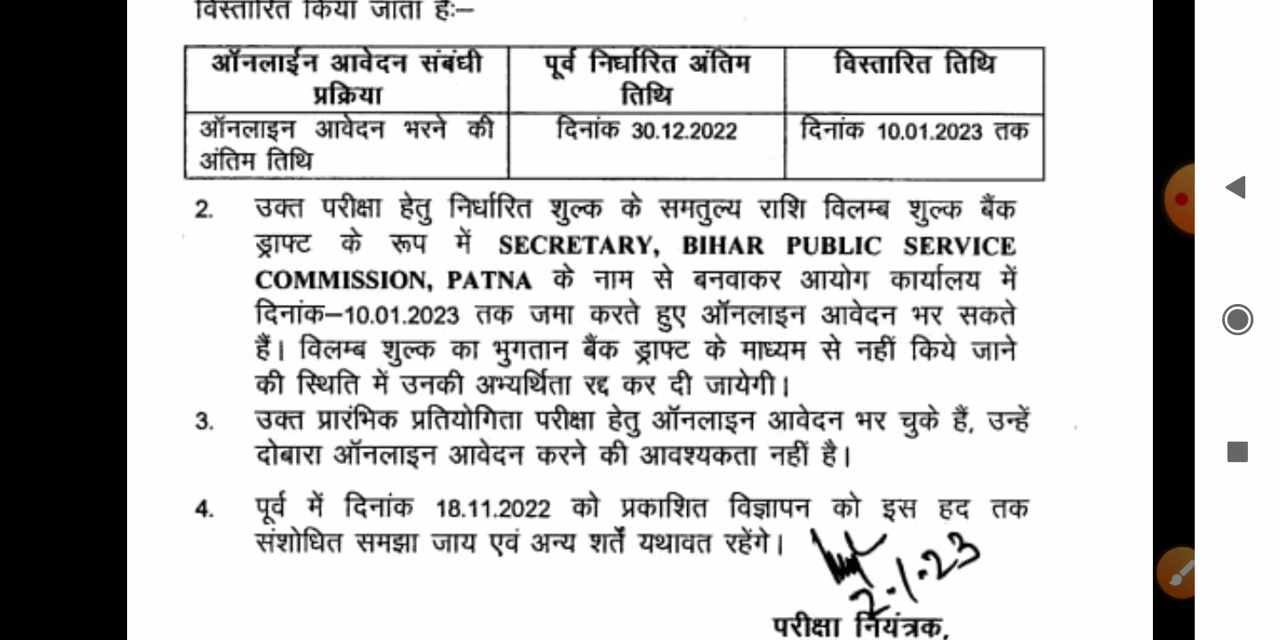 विस्तारित किया जाता हैः–
ऑनलाईन आवेदन संबंधी
प्रक्रिया
पूर्व निर्धारित अंतिम
तिथि
विस्तारित तिथि
ऑनलाइन आवेदन भरने की
अंतिम तिथि
दिनांक 30.12.2022
दिनांक 10.01.2023 तक
2. उक्त परीक्षा हेतु निर्धारित शुल्क के समतुल्य राशि विलम्ब शुल्क बैंक
ड्राफ्ट के रूप में SECRETARY, BIHAR PUBLIC SERVICE
COMMISSION, PATNA के नाम से बनवाकर आयोग कार्यालय में
दिनांक–10.01.2023 तक जमा करते हुए ऑनलाइन आवेदन भर सकते
हैं। विलम्ब शुल्क का भुगतान बैंक ड्राफ्ट के माध्यम से नहीं किये जाने
की स्थिति में उनकी अभ्यर्थिता रद्द कर दी जायेगी।
3. उक्त प्रारंभिक प्रतियोगिता परीक्षा हेतु ऑनलाइन आवेदन भर चुके हैं, उन्हें
दोबारा ऑनलाइन आवेदन करने की आवश्यकता नहीं है।
4. पूर्व में दिनांक 18.11.2022 को प्रकाशित विज्ञापन को इस हद तक
संशोधित समझा जाय एवं अन्य शर्तें यथावत रहेंगे।
2.1.23
परीक्षा नियंत्रक,